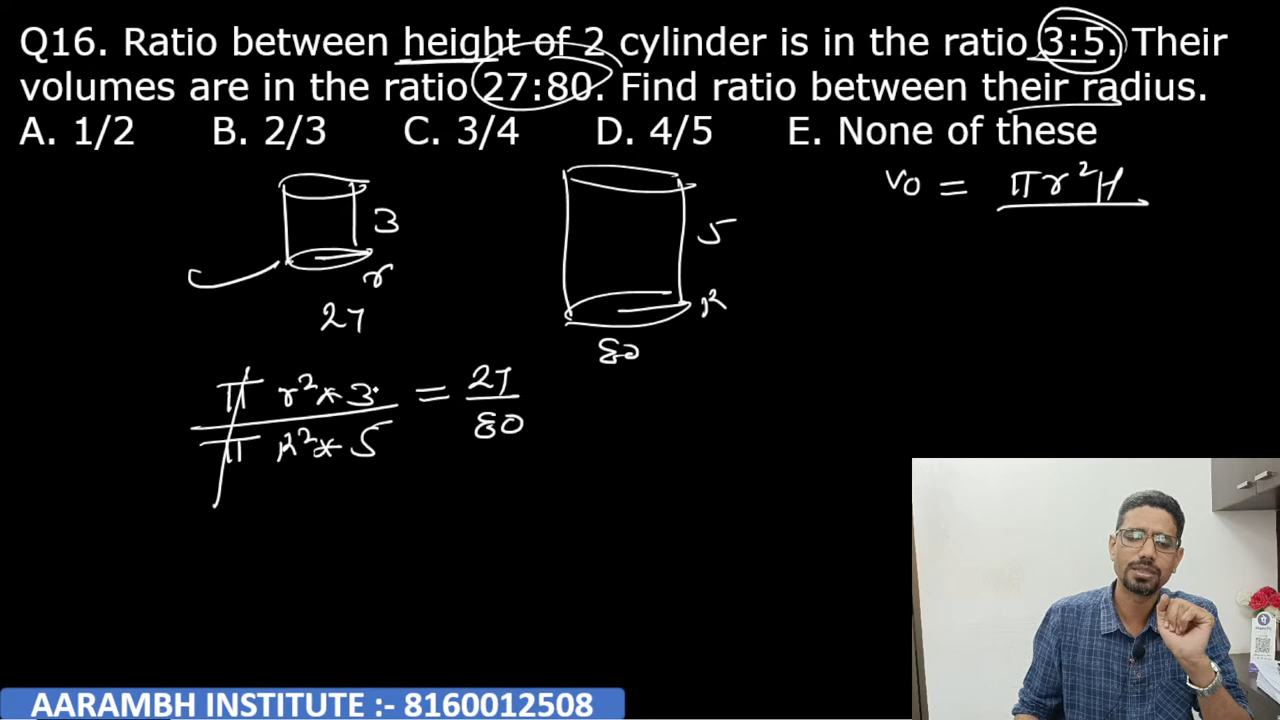 Q16. Ratio between height of 2 cylinder is in the ratio 3:5. Their
volumes are in the ratio 27:80. Find ratio between their radius.
A. 1/2 B. 2/3 C. 3/4 D. 4/5 E. None of these
vo = πr²H
3
5
r
R
27
80
π r² * 3 = 27
π R² * 5 80
AARAMBH INSTITUTE :- 8160012508